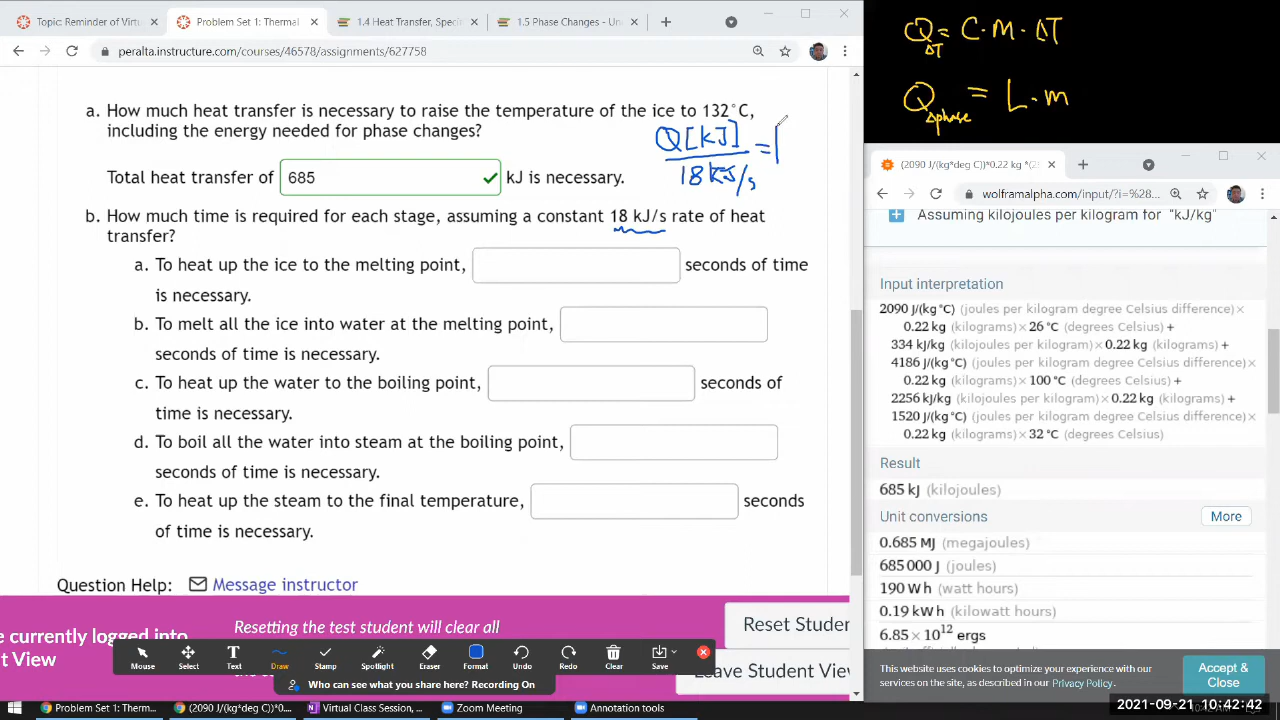 Topic Reminder of Virtu
Problem Set 1: Thermal
1.4 Heat Transfer, Speci
1.5 Phase Changes - Un
peralta.instructure.com/courses/46578/assignments/627758
a. How much heat transfer is necessary to raise the temperature of the ice to 132°C,
including the energy needed for phase changes?
Q[kJ]
18 kJ/s
=
Total heat transfer of 685 kJ is necessary.
b. How much time is required for each stage, assuming a constant 18 kJ/s rate of heat
transfer?
a. To heat up the ice to the melting point, seconds of time
is necessary.
b. To melt all the ice into water at the melting point,
seconds of time is necessary.
c. To heat up the water to the boiling point, seconds of
time is necessary.
d. To boil all the water into steam at the boiling point,
seconds of time is necessary.
e. To heat up the steam to the final temperature, seconds
of time is necessary.
Question Help: Message instructor
e currently logged into
t View
Resetting the test student will clear all
Reset Studen
Leave Student View
Mouse Select Text Draw Stamp Spotlight Eraser Format Undo Redo Clear Save
Who can see what you share here? Recording On
Q ΔT = C·m·ΔT
Q Δphase = L·m
(2090 J/(kg*deg C))*0.22 kg *(2
wolframalpha.com/input/?i=%28...
Assuming kilojoules per kilogram for "kJ/kg"
Input interpretation
2090 J/(kg °C) (joules per kilogram degree Celsius difference)×
0.22 kg (kilograms)×26 °C (degrees Celsius)+
334 kJ/kg (kilojoules per kilogram)×0.22 kg (kilograms)+
4186 J/(kg °C) (joules per kilogram degree Celsius difference)×
0.22 kg (kilograms)×100 °C (degrees Celsius)+
2256 kJ/kg (kilojoules per kilogram)×0.22 kg (kilograms)+
1520 J/(kg °C) (joules per kilogram degree Celsius difference)×
0.22 kg (kilograms)×32 °C (degrees Celsius)
Result
685 kJ (kilojoules)
Unit conversions
More
0.685 MJ (megajoules)
685 000 J (joules)
190 W h (watt hours)
0.19 kW h (kilowatt hours)
6.85×10¹² ergs
This website uses cookies to optimize your experience with our
services on the site, as described in our Privacy Policy.
Accept &
Close
Problem Set 1: Therm...
(2090 J/(kg*deg C)*0....
Virtual Class Session, ...
Zoom Meeting
Annotation tools
2021-09-21 10:42:42